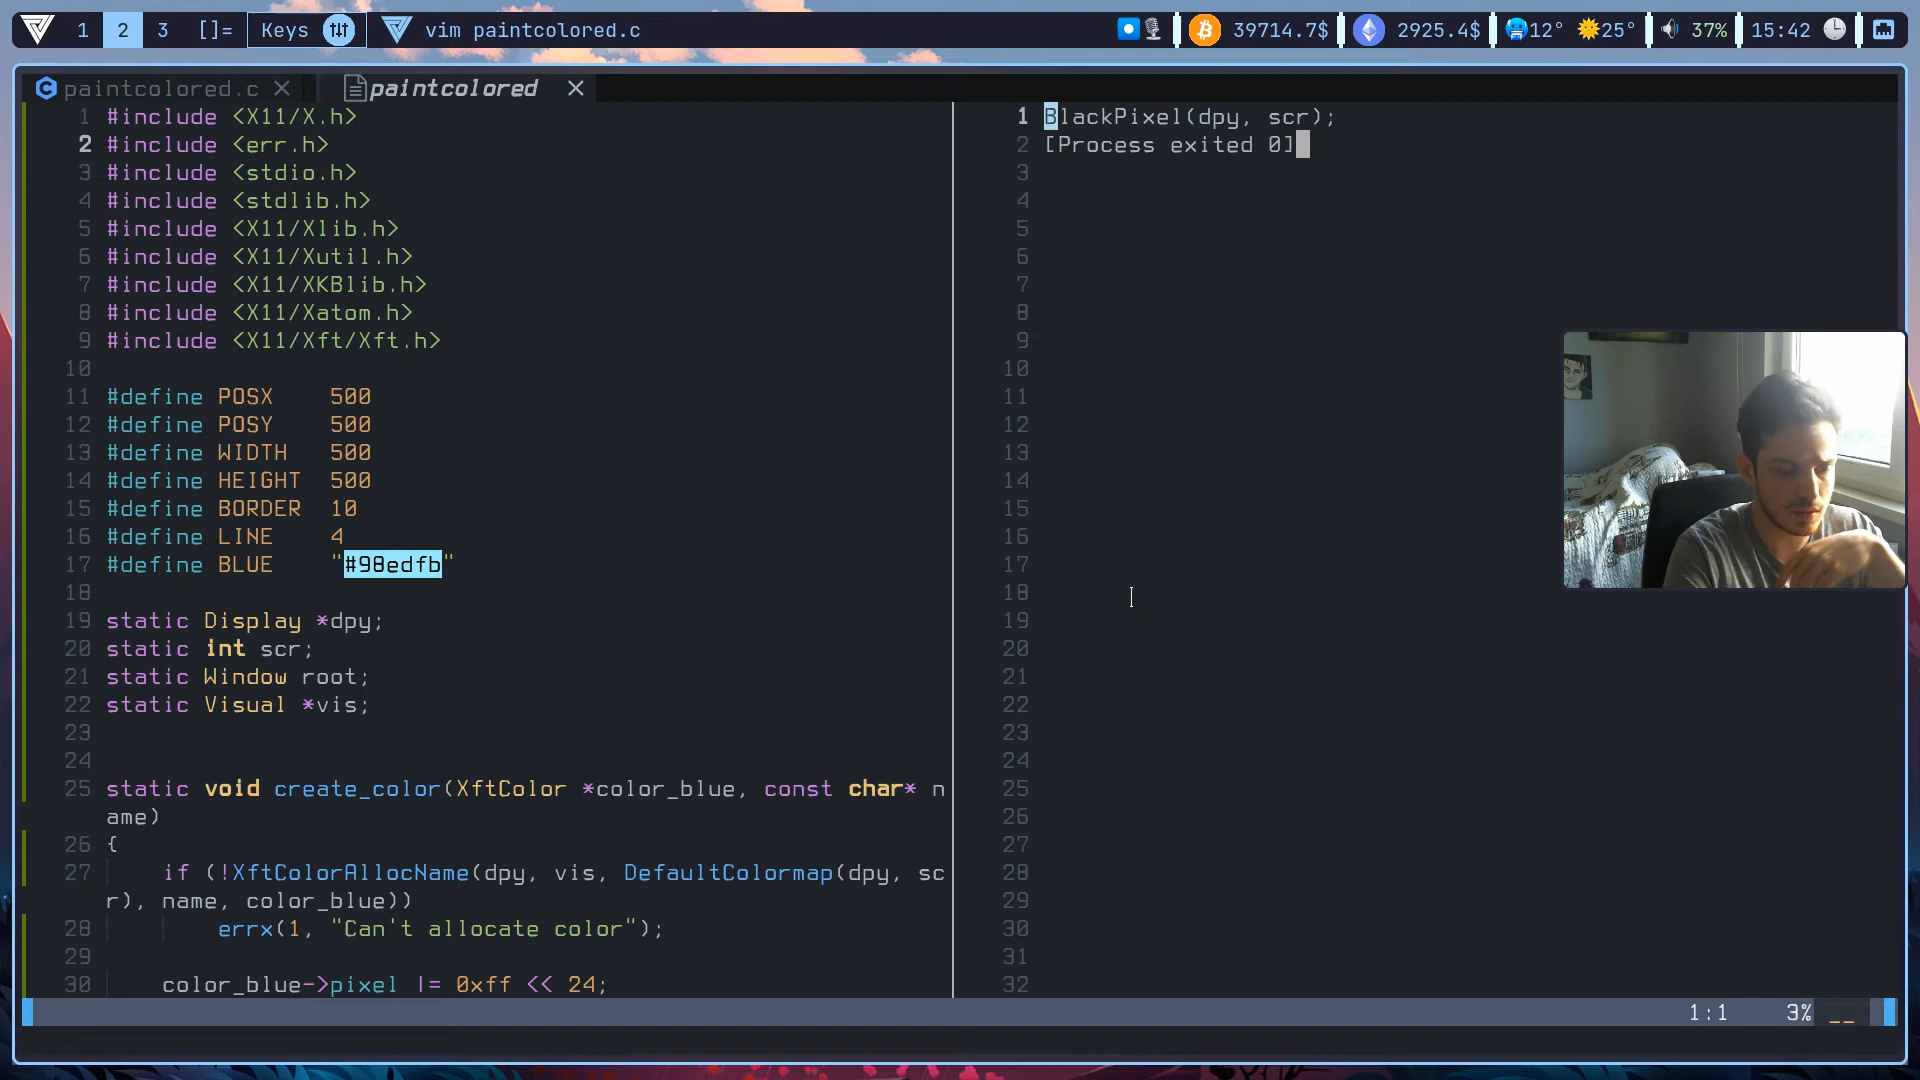 1 2 3 []= Keys vim paintcolored.c 39714.7$ 2925.4$ 12° 25° 37% 15:42
paintcolored.c paintcolored
1 #include <X11/X.h>
2 #include <err.h>
3 #include <stdio.h>
4 #include <stdlib.h>
5 #include <X11/Xlib.h>
6 #include <X11/Xutil.h>
7 #include <X11/XKBlib.h>
8 #include <X11/Xatom.h>
9 #include <X11/Xft/Xft.h>
10
11 #define POSX 500
12 #define POSY 500
13 #define WIDTH 500
14 #define HEIGHT 500
15 #define BORDER 10
16 #define LINE 4
17 #define BLUE "#98edfb"
18
19 static Display *dpy;
20 static int scr;
21 static Window root;
22 static Visual *vis;
23
24
25 static void create_color(XftColor *color_blue, const char* n
ame)
26 {
27 if (!XftColorAllocName(dpy, vis, DefaultColormap(dpy, sc
r), name, color_blue))
28 errx(1, "Can't allocate color");
29
30 color_blue->pixel |= 0xff << 24;
1 BlackPixel(dpy, scr);
2 [Process exited 0]
3
4
5
6
7
8
9
10
11
12
13
14
15
16
17
18
19
20
21
22
23
24
25
26
27
28
29
30
31
32
1:1 3% __